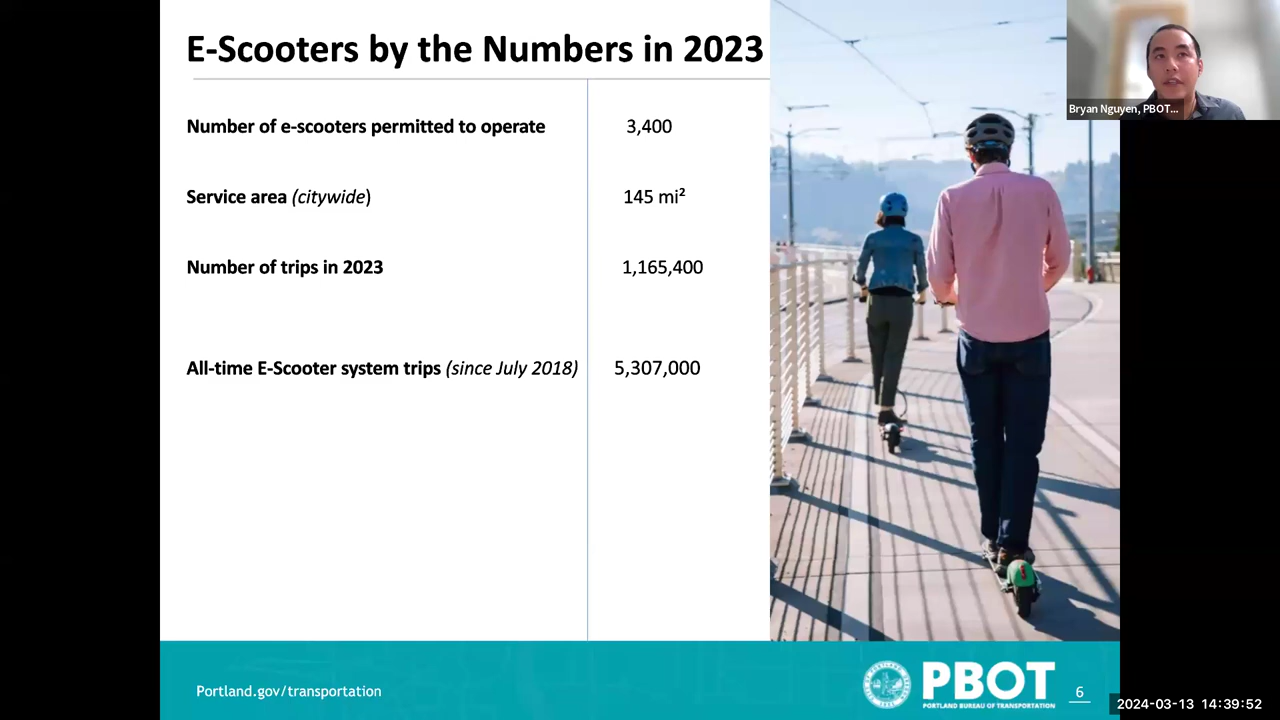 E-Scooters by the Numbers in 2023
Number of e-scooters permitted to operate 3,400
Service area (citywide) 145 mi²
Number of trips in 2023 1,165,400
All-time E-Scooter system trips (since July 2018) 5,307,000
Bryan Nguyen, PBOT...
Portland.gov/transportation
PBOT
PORTLAND BUREAU OF TRANSPORTATION
6
2024-03-13 14:39:52